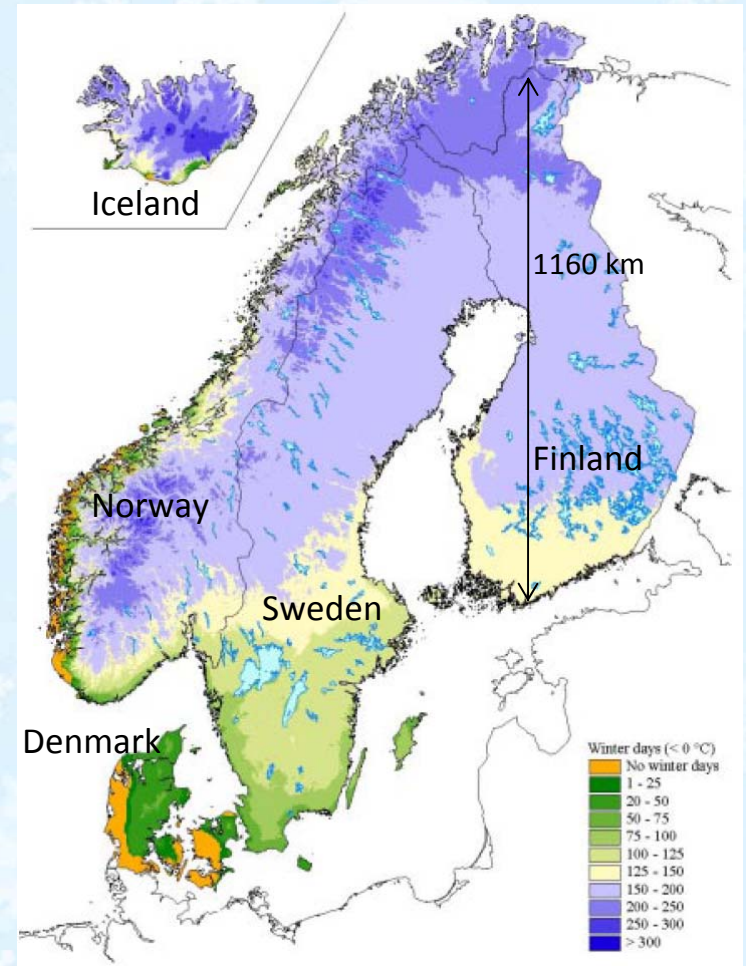 Iceland
1160 km
Finland
Norway
Sweden
Denmark
Winter days (< 0 °C)
No winter days
1 - 25
20 - 50
50 - 75
75 - 100
100 - 125
125 - 150
150 - 200
200 - 250
250 - 300
> 300